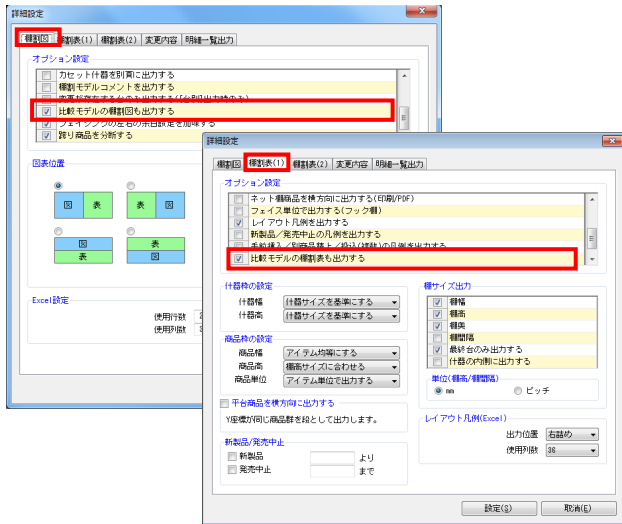 詳細設定
棚割図 棚割表(1) 棚割表(2) 変更内容 明細一覧出力
オプション設定
カセット什器を別頁に出力する
棚割モデルコメントを出力する
比較モデルの棚割図も出力する
フェイシングの左右の余白設定を加味する
跨り商品を分断する
図表位置
図 表 表 図
図 表
表 図
Excel設定
使用行数
使用列数
詳細設定
棚割図 棚割表(1) 棚割表(2) 変更内容 明細一覧出力
オプション設定
ネット棚商品を横方向に出力する(印刷/PDF)
フェイス単位で出力する(フック棚)
レイアウト凡例を出力する
新製品/発売中止の凡例を出力する
比較モデルの棚割表も出力する
什器枠の設定
什器幅 什器サイズを基準にする
什器高 什器サイズを基準にする
商品枠の設定
商品幅 アイテム均等にする
商品高 棚高サイズに合わせる
商品単位 アイテム単位で出力する
平台商品を横方向に出力する
Y座標が同じ商品群を段として出力します。
新製品/発売中止
新製品 より
発売中止 まで
棚サイズ出力
棚幅
棚高
棚奥
棚間隔
最終台のみ出力する
什器の内側に出力する
単位(棚高/棚間隔)
mm ピッチ
レイアウト凡例(Excel)
出力位置 右詰め
使用列数 36
設定(S) 取消(E)